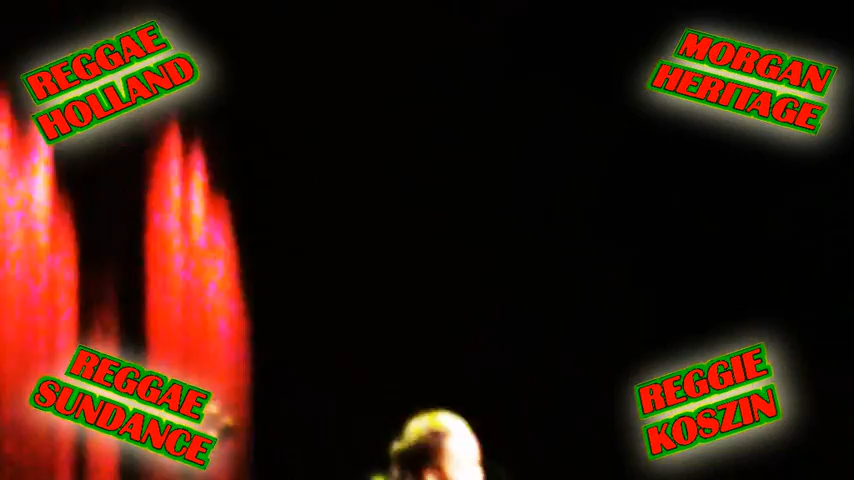 REGGAE
HOLLAND
MORGAN
HERITAGE
REGGAE
SUNDANCE
REGGIE
KOSZIN